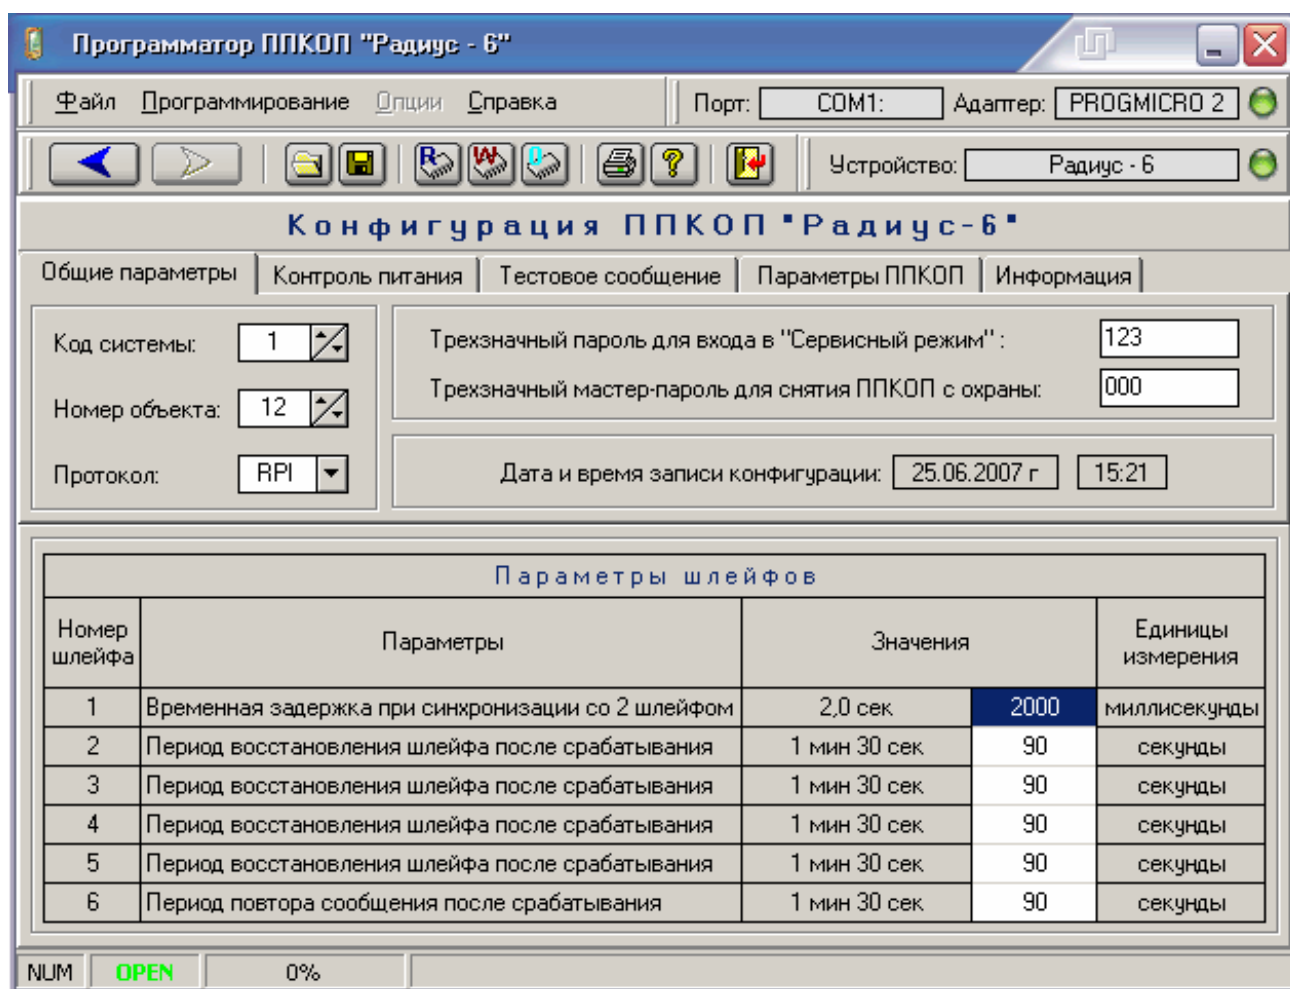 Программатор ППКОП "Радиус - 6"
Файл Программирование Опции Справка Порт: COM1: Адаптер: PROGMICRO 2
R W D ? Устройство: Радиус - 6
Конфигурация ППКОП "Радиус-6"
Общие параметры Контроль питания Тестовое сообщение Параметры ППКОП Информация
Код системы: 1 Трехзначный пароль для входа в "Сервисный режим" : 123
Номер объекта: 12 Трехзначный мастер-пароль для снятия ППКОП с охраны: 000
Протокол: RPI Дата и время записи конфигурации: 25.06.2007 г 15:21
Параметры шлейфов
Номер шлейфа Параметры Значения Единицы измерения
1 Временная задержка при синхронизации со 2 шлейфом 2,0 сек 2000 миллисекунды
2 Период восстановления шлейфа после срабатывания 1 мин 30 сек 90 секунды
3 Период восстановления шлейфа после срабатывания 1 мин 30 сек 90 секунды
4 Период восстановления шлейфа после срабатывания 1 мин 30 сек 90 секунды
5 Период восстановления шлейфа после срабатывания 1 мин 30 сек 90 секунды
6 Период повтора сообщения после срабатывания 1 мин 30 сек 90 секунды
NUM OPEN 0%